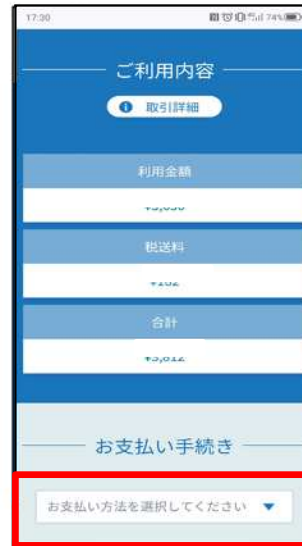 17:30
74%
ご利用内容
取引詳細
利用金額
税送料
合計
お支払い手続き
お支払い方法を選択してください